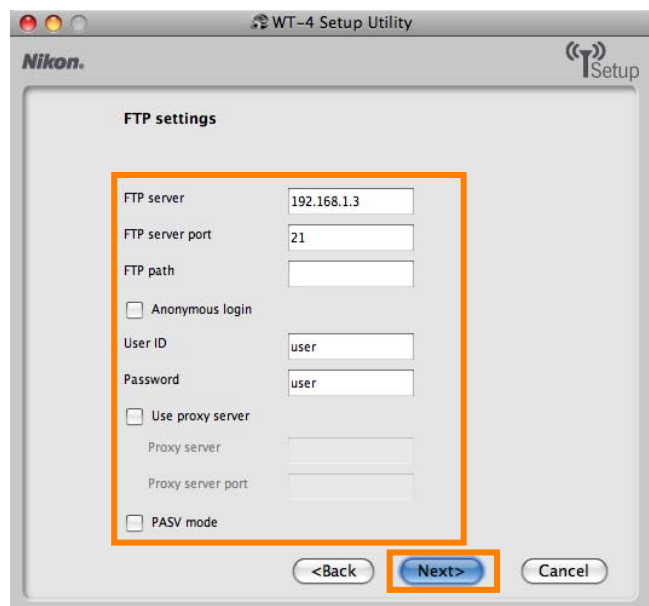 WT-4 Setup Utility
Nikon.
Setup
FTP settings
FTP server 192.168.1.3
FTP server port 21
FTP path
Anonymous login
User ID user
Password user
Use proxy server
Proxy server
Proxy server port
PASV mode
<Back Next> Cancel